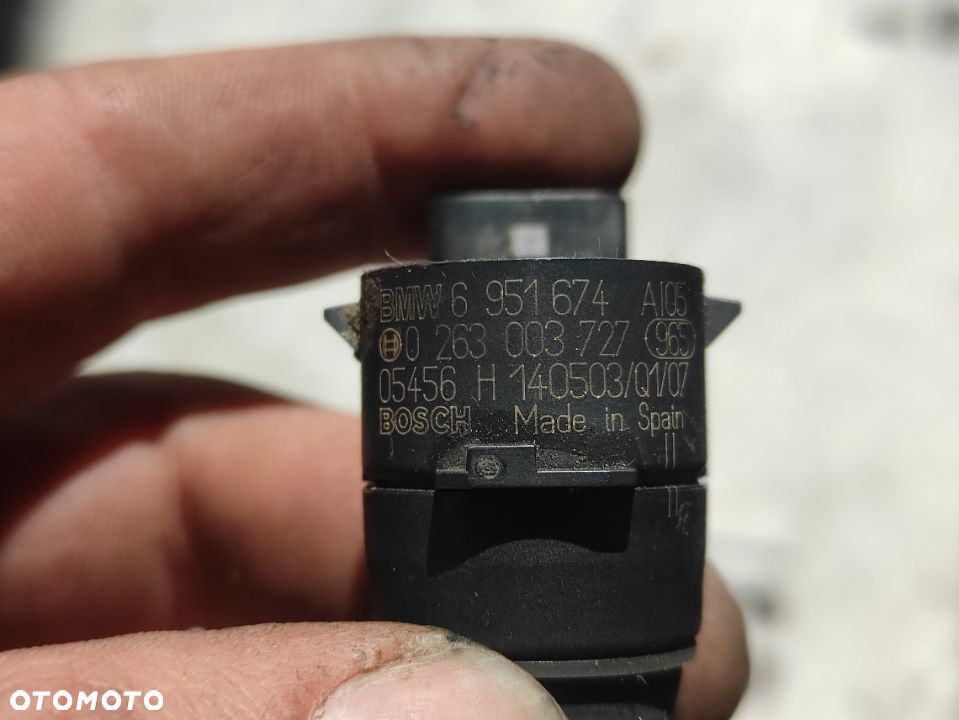 BMW 6 951 674 AI05
0 263 003 727 965
05456 H 140503/Q1/07
BOSCH Made in Spain
OTOMOTO